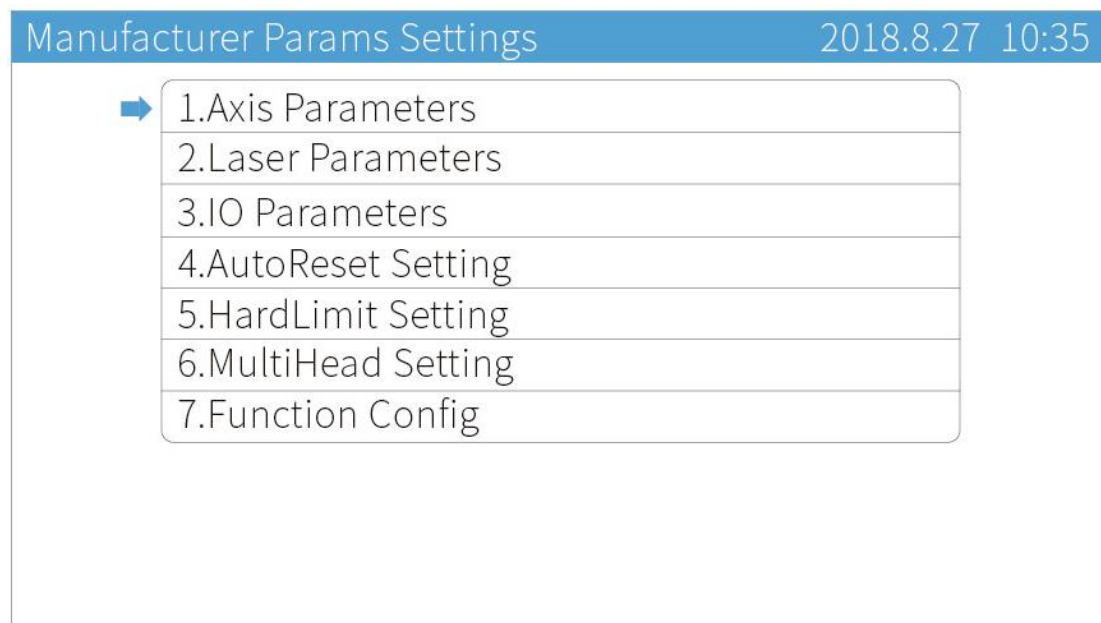 Manufacturer Params Settings 2018.8.27 10:35
1.Axis Parameters
2.Laser Parameters
3.IO Parameters
4.AutoReset Setting
5.HardLimit Setting
6.MultiHead Setting
7.Function Config